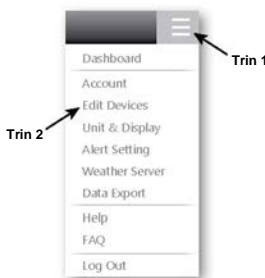 Dashboard
Trin 1
Account
Edit Devices
Trin 2
Unit & Display
Alert Setting
Weather Server
Data Export
Help
FAQ
Log Out